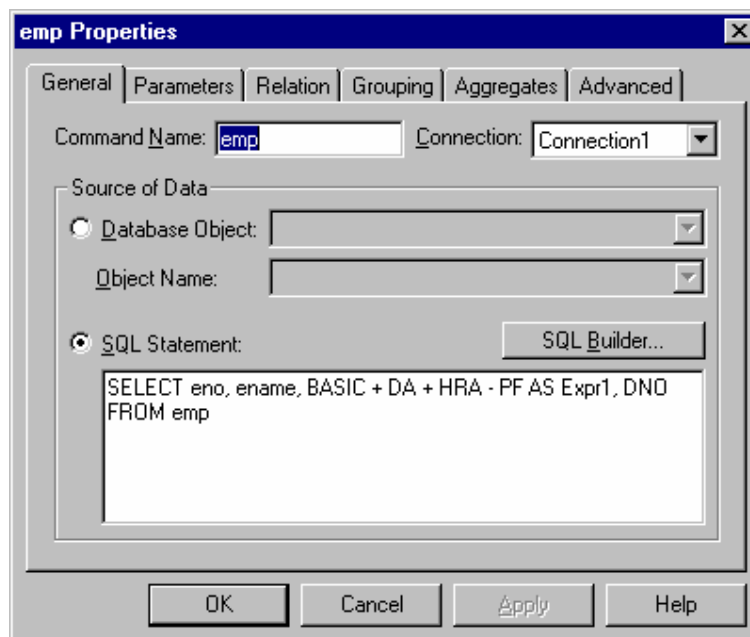 emp Properties
General Parameters Relation Grouping Aggregates Advanced
Command Name: emp Connection: Connection1
Source of Data
Database Object:
Object Name:
SQL Statement: SQL Builder...
SELECT eno, ename, BASIC + DA + HRA - PF AS Expr1, DNO
FROM emp
OK Cancel Apply Help